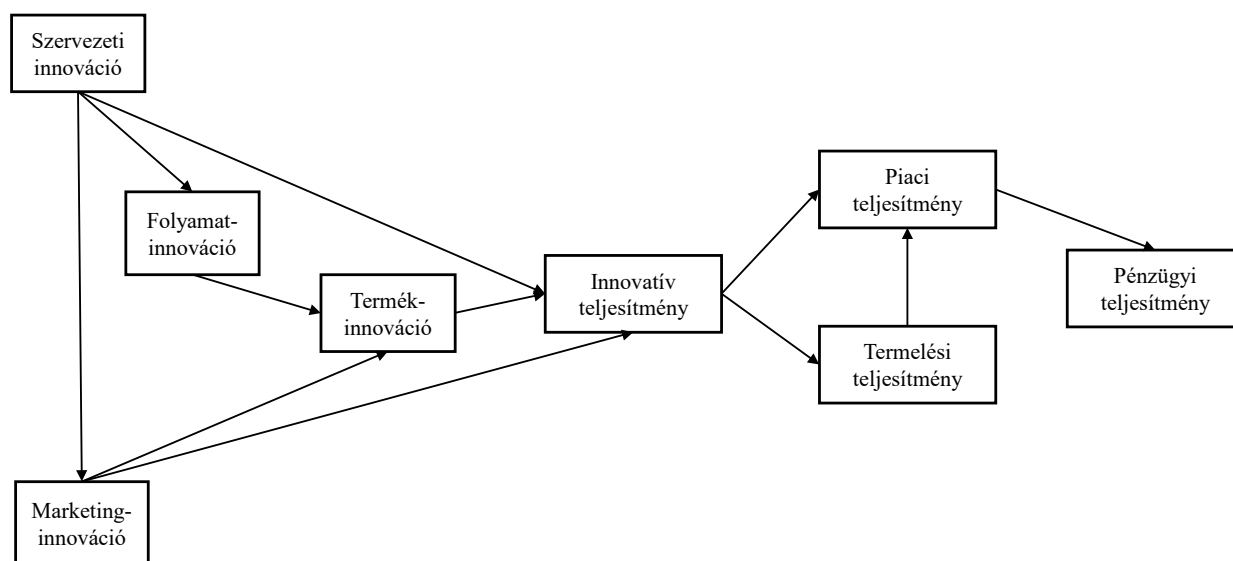 Szervezeti
innováció
Folyamat-
innováció
Termék-
innováció
Marketing-
innováció
Innovatív
teljesítmény
Piaci
teljesítmény
Termelési
teljesítmény
Pénzügyi
teljesítmény